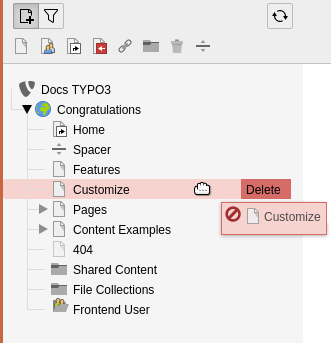 Docs TYPO3
Congratulations
Home
Spacer
Features
Customize Delete
Customize
Pages
Content Examples
404
Shared Content
File Collections
Frontend User